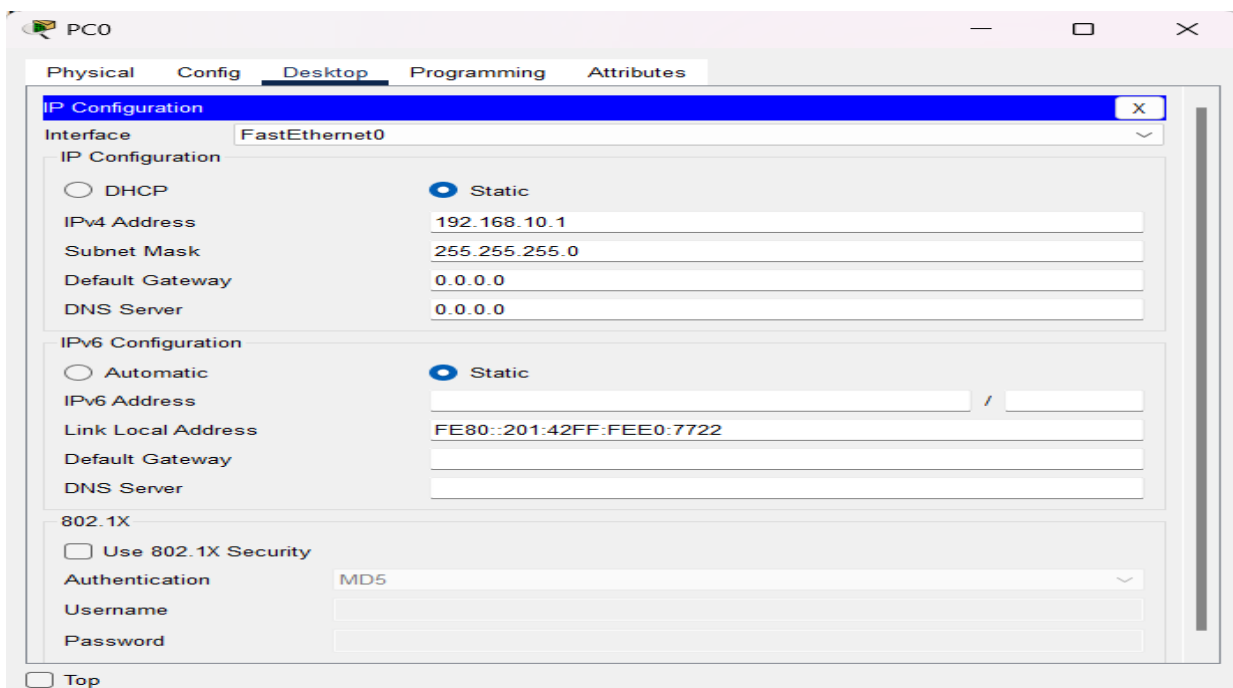 PC0
Physical Config Desktop Programming Attributes
IP Configuration X
Interface FastEthernet0
IP Configuration
DHCP Static
IPv4 Address 192.168.10.1
Subnet Mask 255.255.255.0
Default Gateway 0.0.0.0
DNS Server 0.0.0.0
IPv6 Configuration
Automatic Static
IPv6 Address /
Link Local Address FE80::201:42FF:FEE0:7722
Default Gateway
DNS Server
802.1X
Use 802.1X Security
Authentication MD5
Username
Password
Top